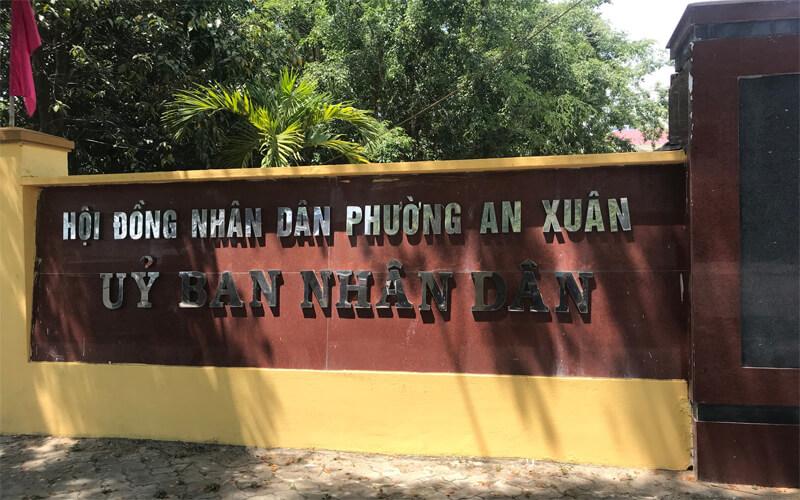 HỘI ĐỒNG NHÂN DÂN PHƯỜNG AN XUÂN
UỶ BAN NHÂN DÂN